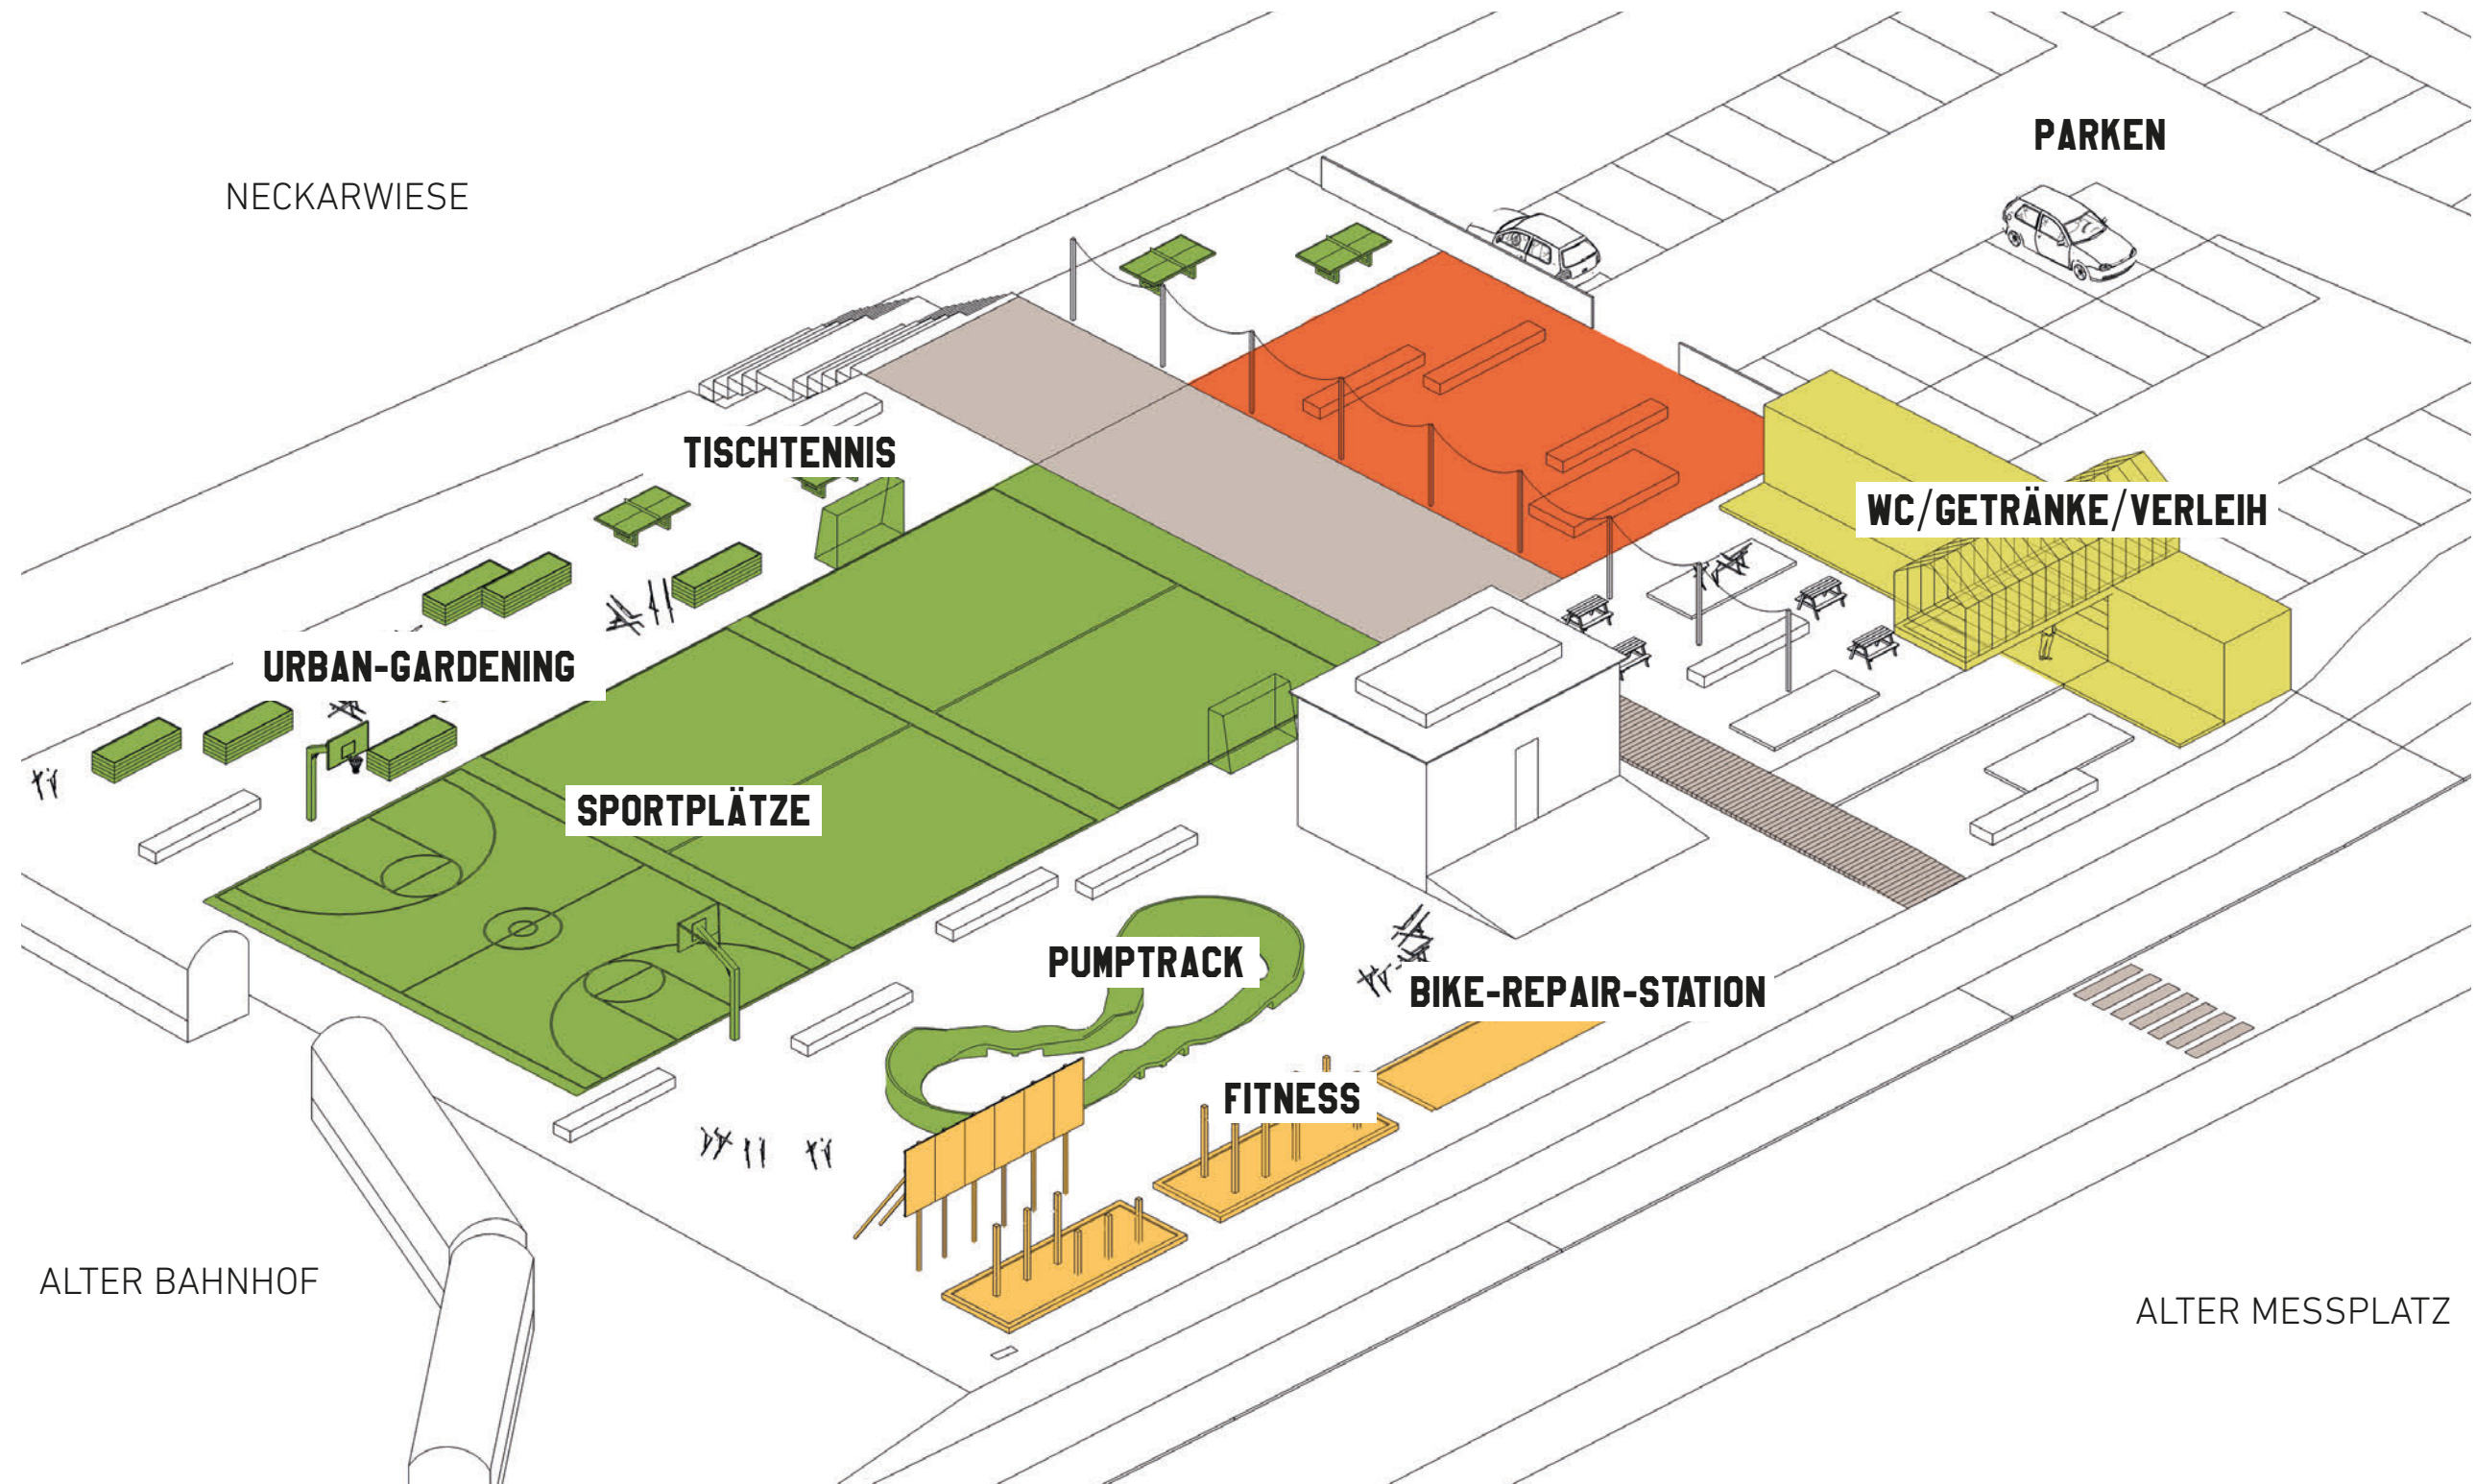 PARKEN
NECKARWIESE
TISCHTENNIS
WC/GETRÄNKE/VERLEIH
URBAN-GARDENING
SPORTPLÄTZE
PUMPTRACK
BIKE-REPAIR-STATION
FITNESS
ALTER BAHNHOF
ALTER MESSPLATZ